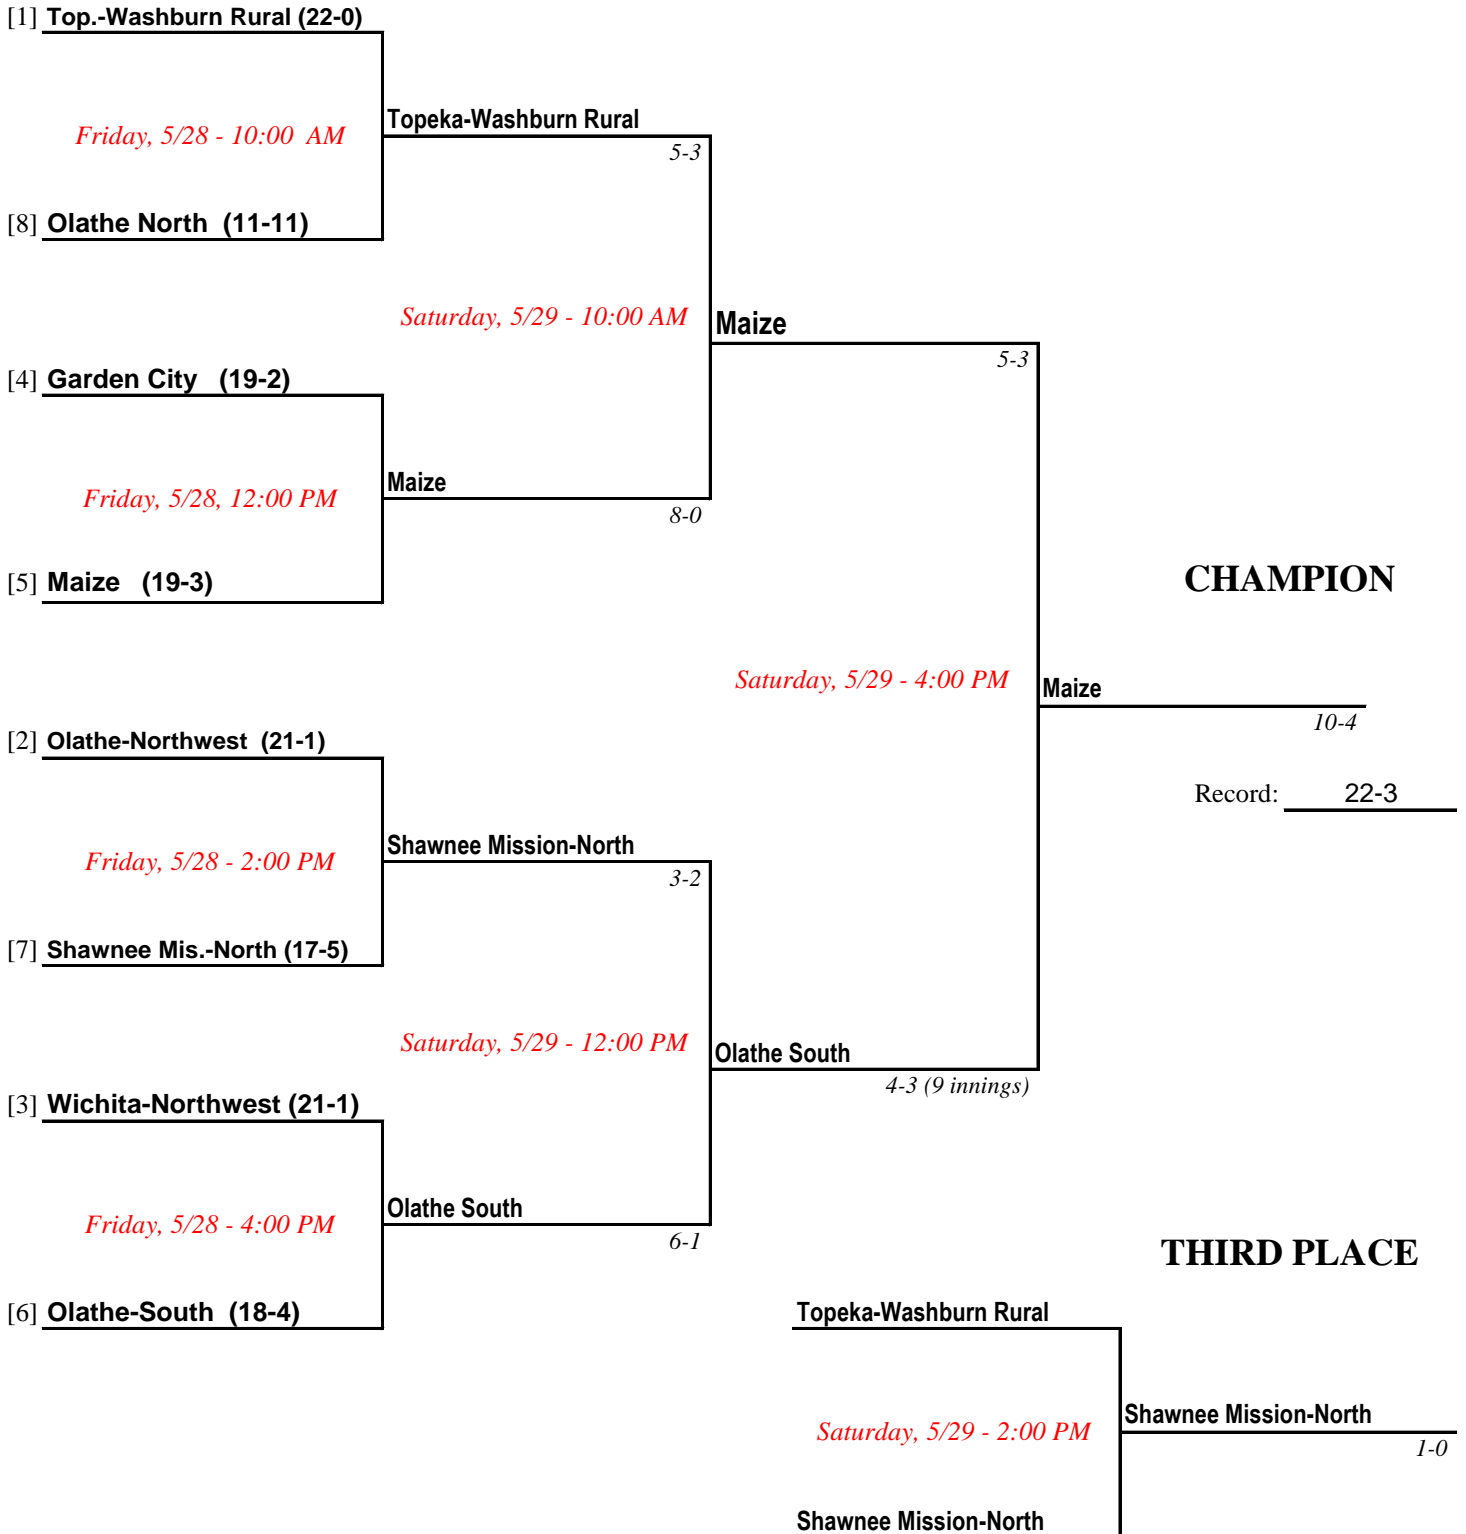 [1] Top.-Washburn Rural (22-0)
Topeka-Washburn Rural
Friday, 5/28 - 10:00 AM
5-3
[8] Olathe North (11-11)
Saturday, 5/29 - 10:00 AM
Maize
5-3
[4] Garden City (19-2)
Maize
Friday, 5/28, 12:00 PM
8-0
[5] Maize (19-3)
CHAMPION
Saturday, 5/29 - 4:00 PM
Maize
10-4
[2] Olathe-Northwest (21-1)
Record: 22-3
Shawnee Mission-North
Friday, 5/28 - 2:00 PM
3-2
[7] Shawnee Mis.-North (17-5)
Saturday, 5/29 - 12:00 PM
Olathe South
4-3 (9 innings)
[3] Wichita-Northwest (21-1)
Olathe South
Friday, 5/28 - 4:00 PM
6-1
THIRD PLACE
[6] Olathe-South (18-4)
Topeka-Washburn Rural
Shawnee Mission-North
Saturday, 5/29 - 2:00 PM
1-0
Shawnee Mission-North